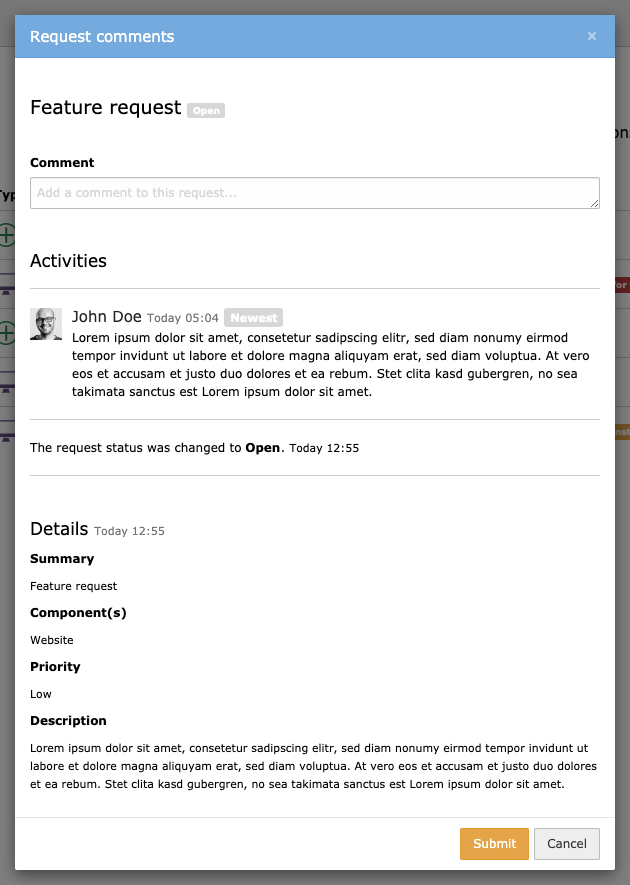 Request comments ×
Feature request Open
Comment
Add a comment to this request...
Activities
John Doe Today 05:04 Newest
Lorem ipsum dolor sit amet, consetetur sadipscing elitr, sed diam nonumy eirmod
tempor invidunt ut labore et dolore magna aliquyam erat, sed diam voluptua. At vero
eos et accusam et justo duo dolores et ea rebum. Stet clita kasd gubergren, no sea
takimata sanctus est Lorem ipsum dolor sit amet.
The request status was changed to Open. Today 12:55
Details Today 12:55
Summary
Feature request
Component(s)
Website
Priority
Low
Description
Lorem ipsum dolor sit amet, consetetur sadipscing elitr, sed diam nonumy eirmod tempor invidunt ut
labore et dolore magna aliquyam erat, sed diam voluptua. At vero eos et accusam et justo duo dolores
et ea rebum. Stet clita kasd gubergren, no sea takimata sanctus est Lorem ipsum dolor sit amet.
Submit Cancel